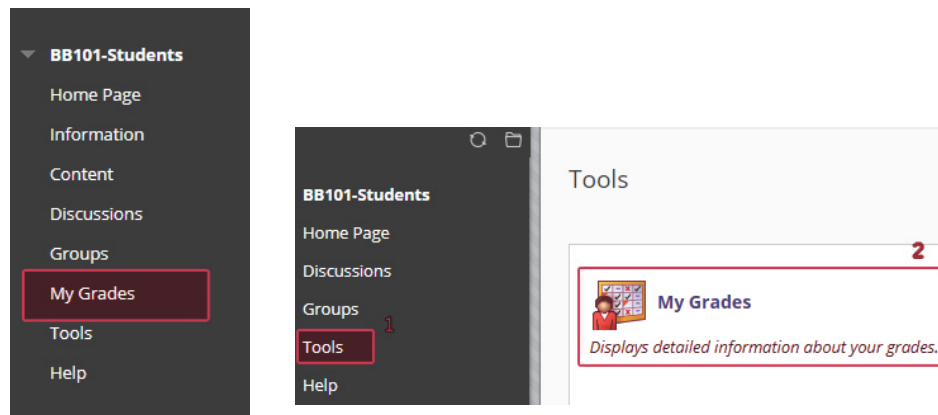 BB101-Students
Home Page
Information
Content
Discussions
Groups
My Grades
Tools
Help
BB101-Students
Home Page
Discussions
Groups
1
Tools
Help
Tools
2
My Grades
Displays detailed information about your grades.